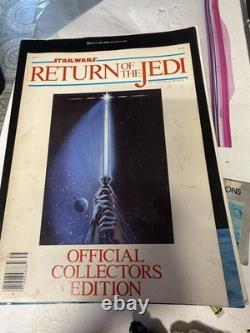 STAR WARS
RETURN OF THE JEDI
OFFICIAL
COLLECTORS
EDITION